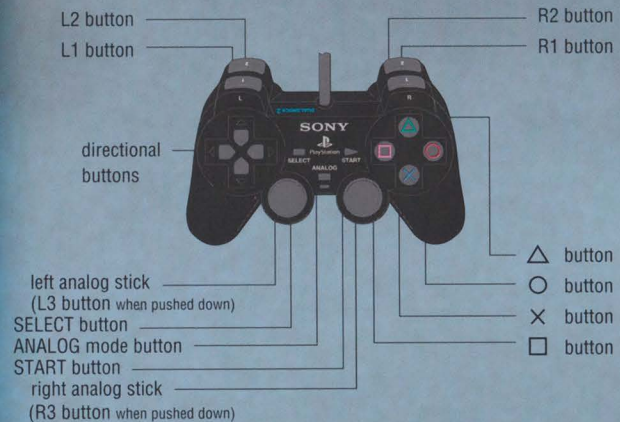 L2 button
L1 button
R2 button
R1 button
SONY
PlayStation
SELECT
START
ANALOG
L
R
directional
buttons
△ button
○ button
✕ button
□ button
left analog stick
(L3 button when pushed down)
SELECT button
ANALOG mode button
START button
right analog stick
(R3 button when pushed down)